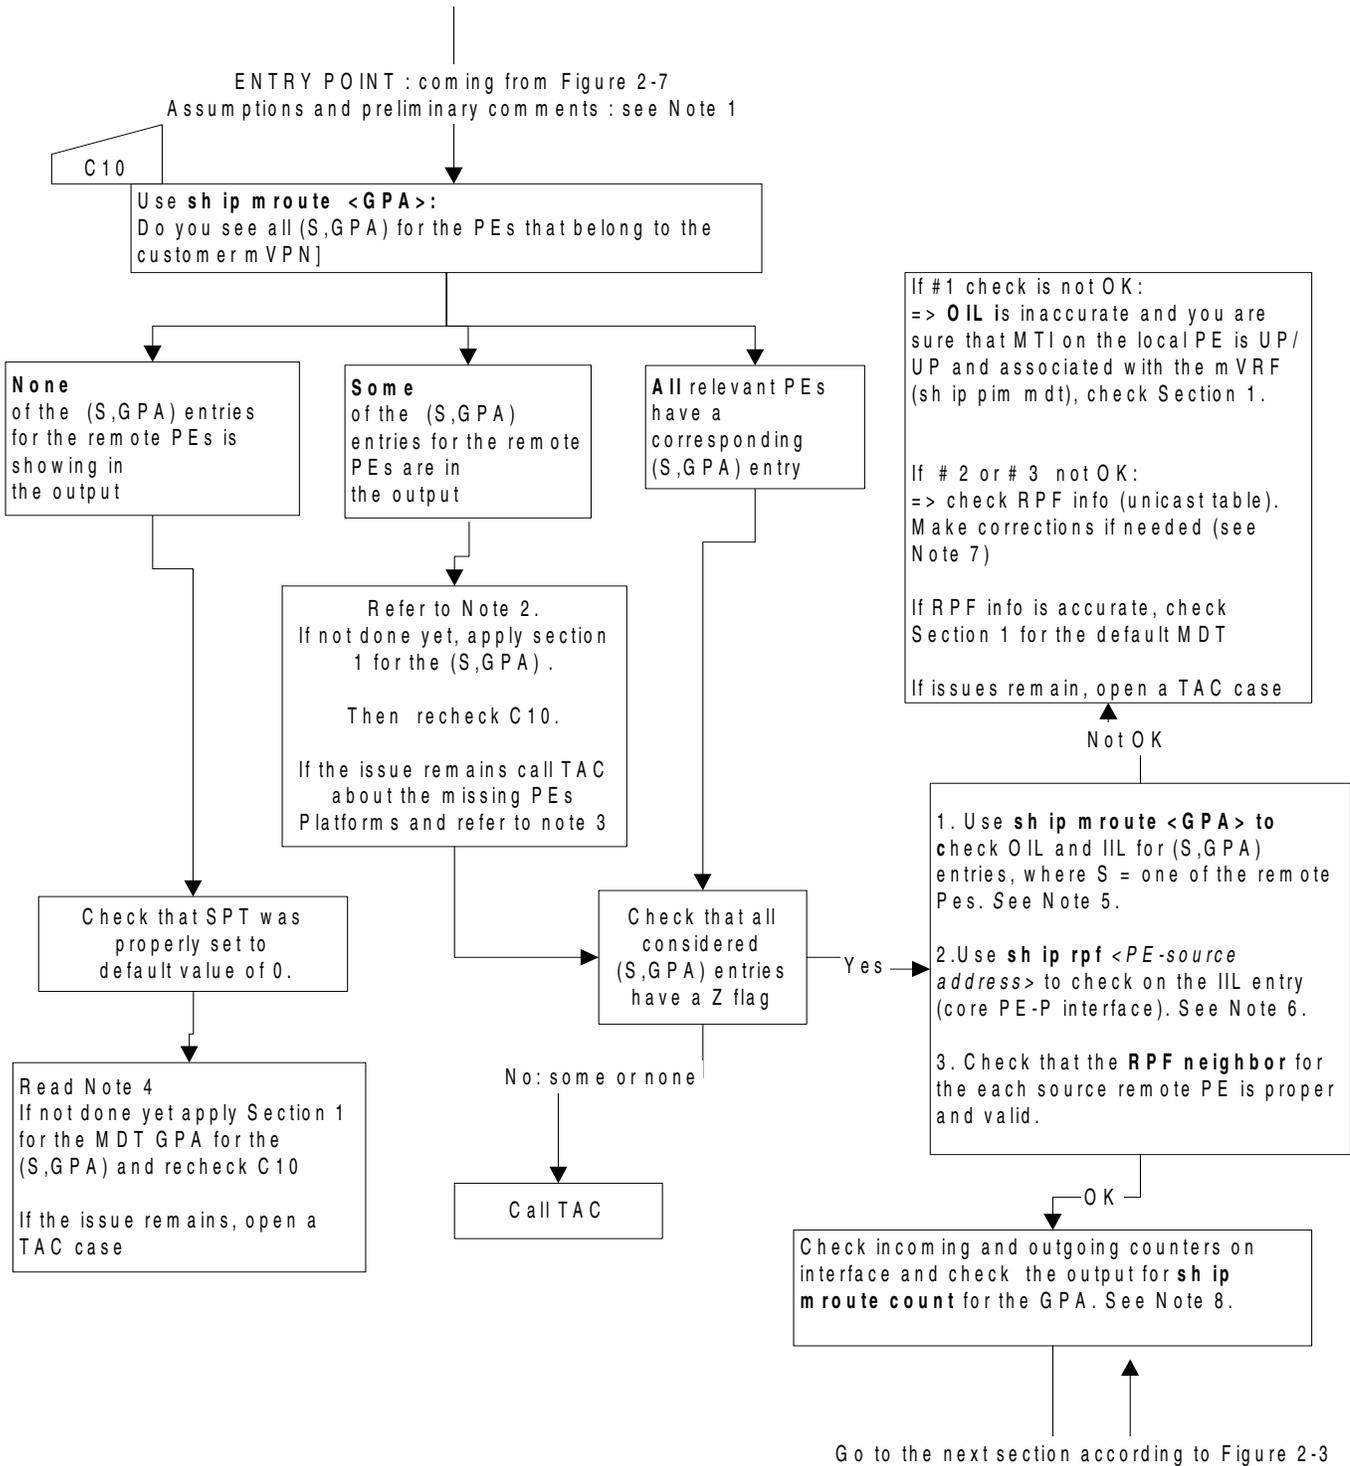 ENTRY POINT : coming from Figure 2-7
Assumptions and preliminary comments : see Note 1
C10
Use sh ip mroute <GPA>:
Do you see all (S,GPA) for the PEs that belong to the
customer mVPN]
None
of the (S,GPA) entries
for the remote PEs is
showing in
the output
Some
of the (S,GPA)
entries for the remote
PEs are in
the output
All relevant PEs
have a
corresponding
(S,GPA) entry
If #1 check is not OK:
=> OIL is inaccurate and you are
sure that MTI on the local PE is UP/
UP and associated with the mVRF
(sh ip pim mdt), check Section 1.
If # 2 or # 3 not OK:
=> check RPF info (unicast table).
Make corrections if needed (see
Note 7)
If RPF info is accurate, check
Section 1 for the default MDT
If issues remain, open a TAC case
Refer to Note 2.
If not done yet, apply section
1 for the (S,GPA) .
Then recheck C10.
If the issue remains call TAC
about the missing PEs
Platforms and refer to note 3
Not OK
1. Use sh ip mroute <GPA> to
check OIL and IIL for (S,GPA)
entries, where S = one of the remote
Pes. See Note 5.
2.Use sh ip rpf <PE-source
address> to check on the IIL entry
(core PE-P interface). See Note 6.
3. Check that the RPF neighbor for
the each source remote PE is proper
and valid.
Check that SPT was
properly set to
default value of 0.
Check that all
considered
(S,GPA) entries
have a Z flag
Yes
No: some or none
Read Note 4
If not done yet apply Section 1
for the MDT GPA for the
(S,GPA) and recheck C10
If the issue remains, open a
TAC case
Call TAC
OK
Check incoming and outgoing counters on
interface and check the output for sh ip
mroute count for the GPA. See Note 8.
Go to the next section according to Figure 2-3